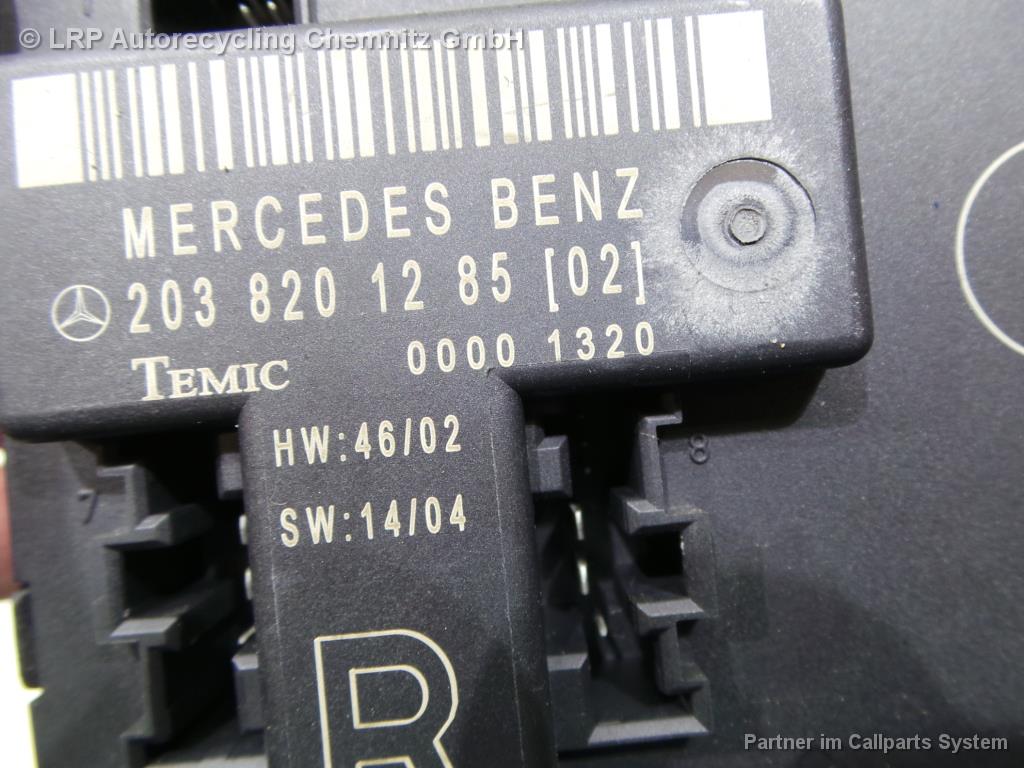 © LRP Autorecycling Chemnitz GmbH
MERCEDES BENZ
203 820 12 85 [02]
TEMIC 0000 1320
HW:46/02
SW:14/04
8
R
Partner im Callparts System